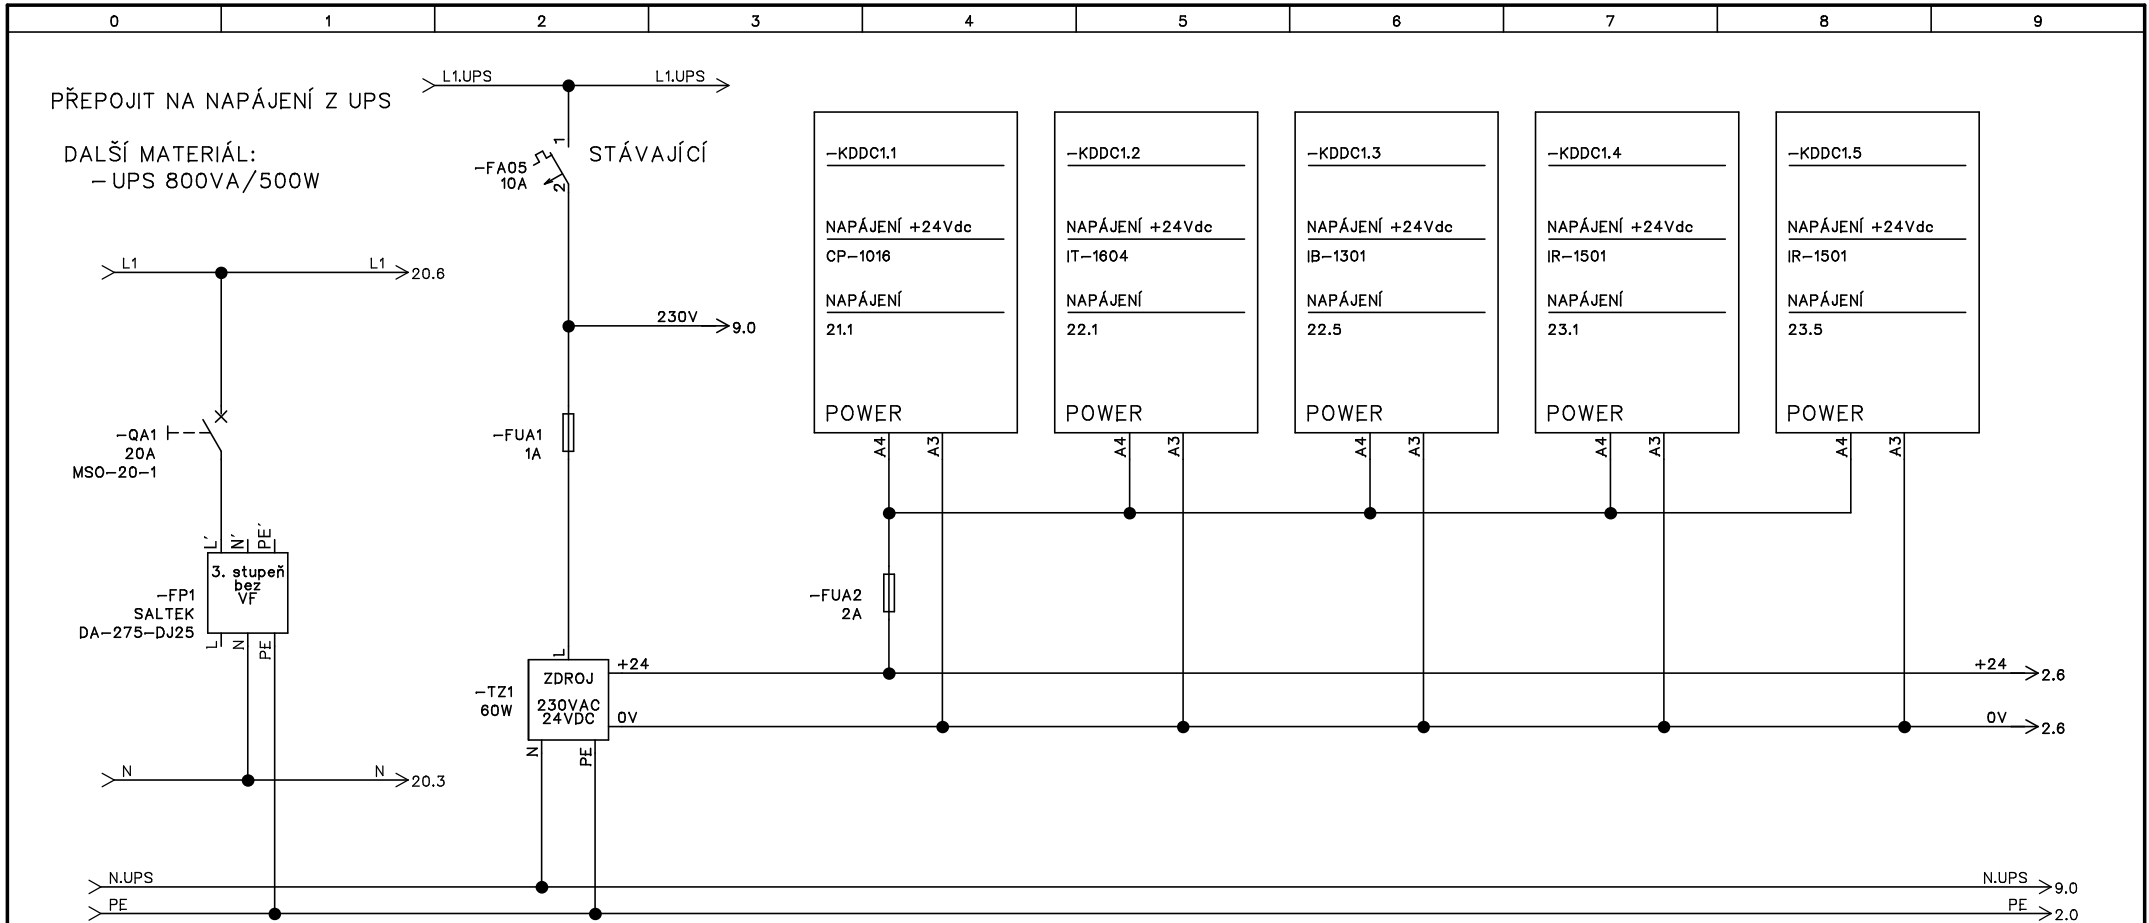 0 1 2 3 4 5 6 7 8 9
L1.UPS L1.UPS
PŘEPOJIT NA NAPÁJENÍ Z UPS
DALŠÍ MATERIÁL:
– UPS 800VA/500W
1
STÁVAJÍCÍ
–FA05
10A
2
L1 L1 20.6
230V 9.0
–KDDC1.1
NAPÁJENÍ +24Vdc
CP–1016
NAPÁJENÍ
21.1
POWER
A4 A3
–KDDC1.2
NAPÁJENÍ +24Vdc
IT–1604
NAPÁJENÍ
22.1
POWER
A4 A3
–KDDC1.3
NAPÁJENÍ +24Vdc
IB–1301
NAPÁJENÍ
22.5
POWER
A4 A3
–KDDC1.4
NAPÁJENÍ +24Vdc
IR–1501
NAPÁJENÍ
23.1
POWER
A4 A3
–KDDC1.5
NAPÁJENÍ +24Vdc
IR–1501
NAPÁJENÍ
23.5
POWER
A4 A3
–QA1
20A
MSO–20–1
–FUA1
1A
L´ N´ PE´
3. stupeň
bez
VF
–FP1
SALTEK
DA–275–DJ25
L N PE
–FUA2
2A
L
ZDROJ
230VAC
24VDC
–TZ1
60W
N PE
+24 +24 2.6
0V 0V 2.6
N N 20.3
N.UPS N.UPS 9.0
PE PE 2.0